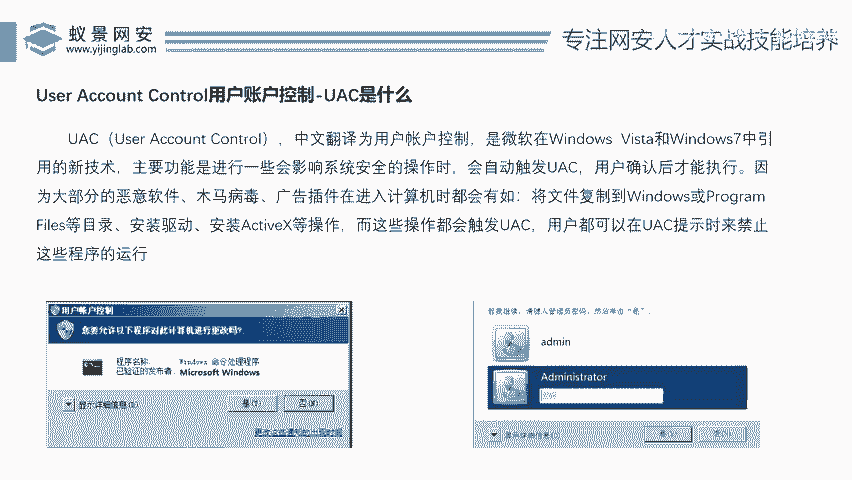 蚁景网安
www.yijinglab.com
专注网安人才实战技能培养
User Account Control用户账户控制-UAC是什么
UAC（User Account Control），中文翻译为用户帐户控制，是微软在Windows Vista和Windows7中引
用的新技术，主要功能是进行一些会影响系统安全的操作时，会自动触发UAC，用户确认后才能执行。因
为大部分的恶意软件、木马病毒、广告插件在进入计算机时都会有如：将文件复制到Windows或Program
Files等目录、安装驱动、安装ActiveX等操作，而这些操作都会触发UAC，用户都可以在UAC提示时来禁止
这些程序的运行
用户帐户控制
您要允许以下程序对此计算机进行更改吗?
程序名称: Windows 命令处理程序
已验证的发布者: Microsoft Windows
显示详细信息(D)
是(Y)
否(N)
admin
Administrator
密码
显示详细信息(D)